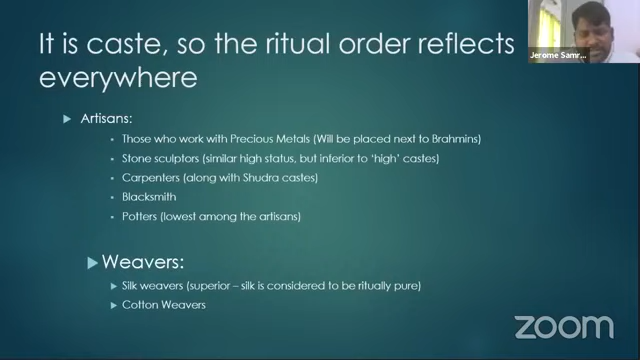 It is caste, so the ritual order reflects
everywhere
Artisans:
Those who work with Precious Metals (Will be placed next to Brahmins)
Stone sculptors (similar high status, but inferior to ‘high’ castes)
Carpenters (along with Shudra castes)
Blacksmith
Potters (lowest among the artisans)
Weavers:
Silk weavers (superior – silk is considered to be ritually pure)
Cotton Weavers
Jerome Samr...
zoom